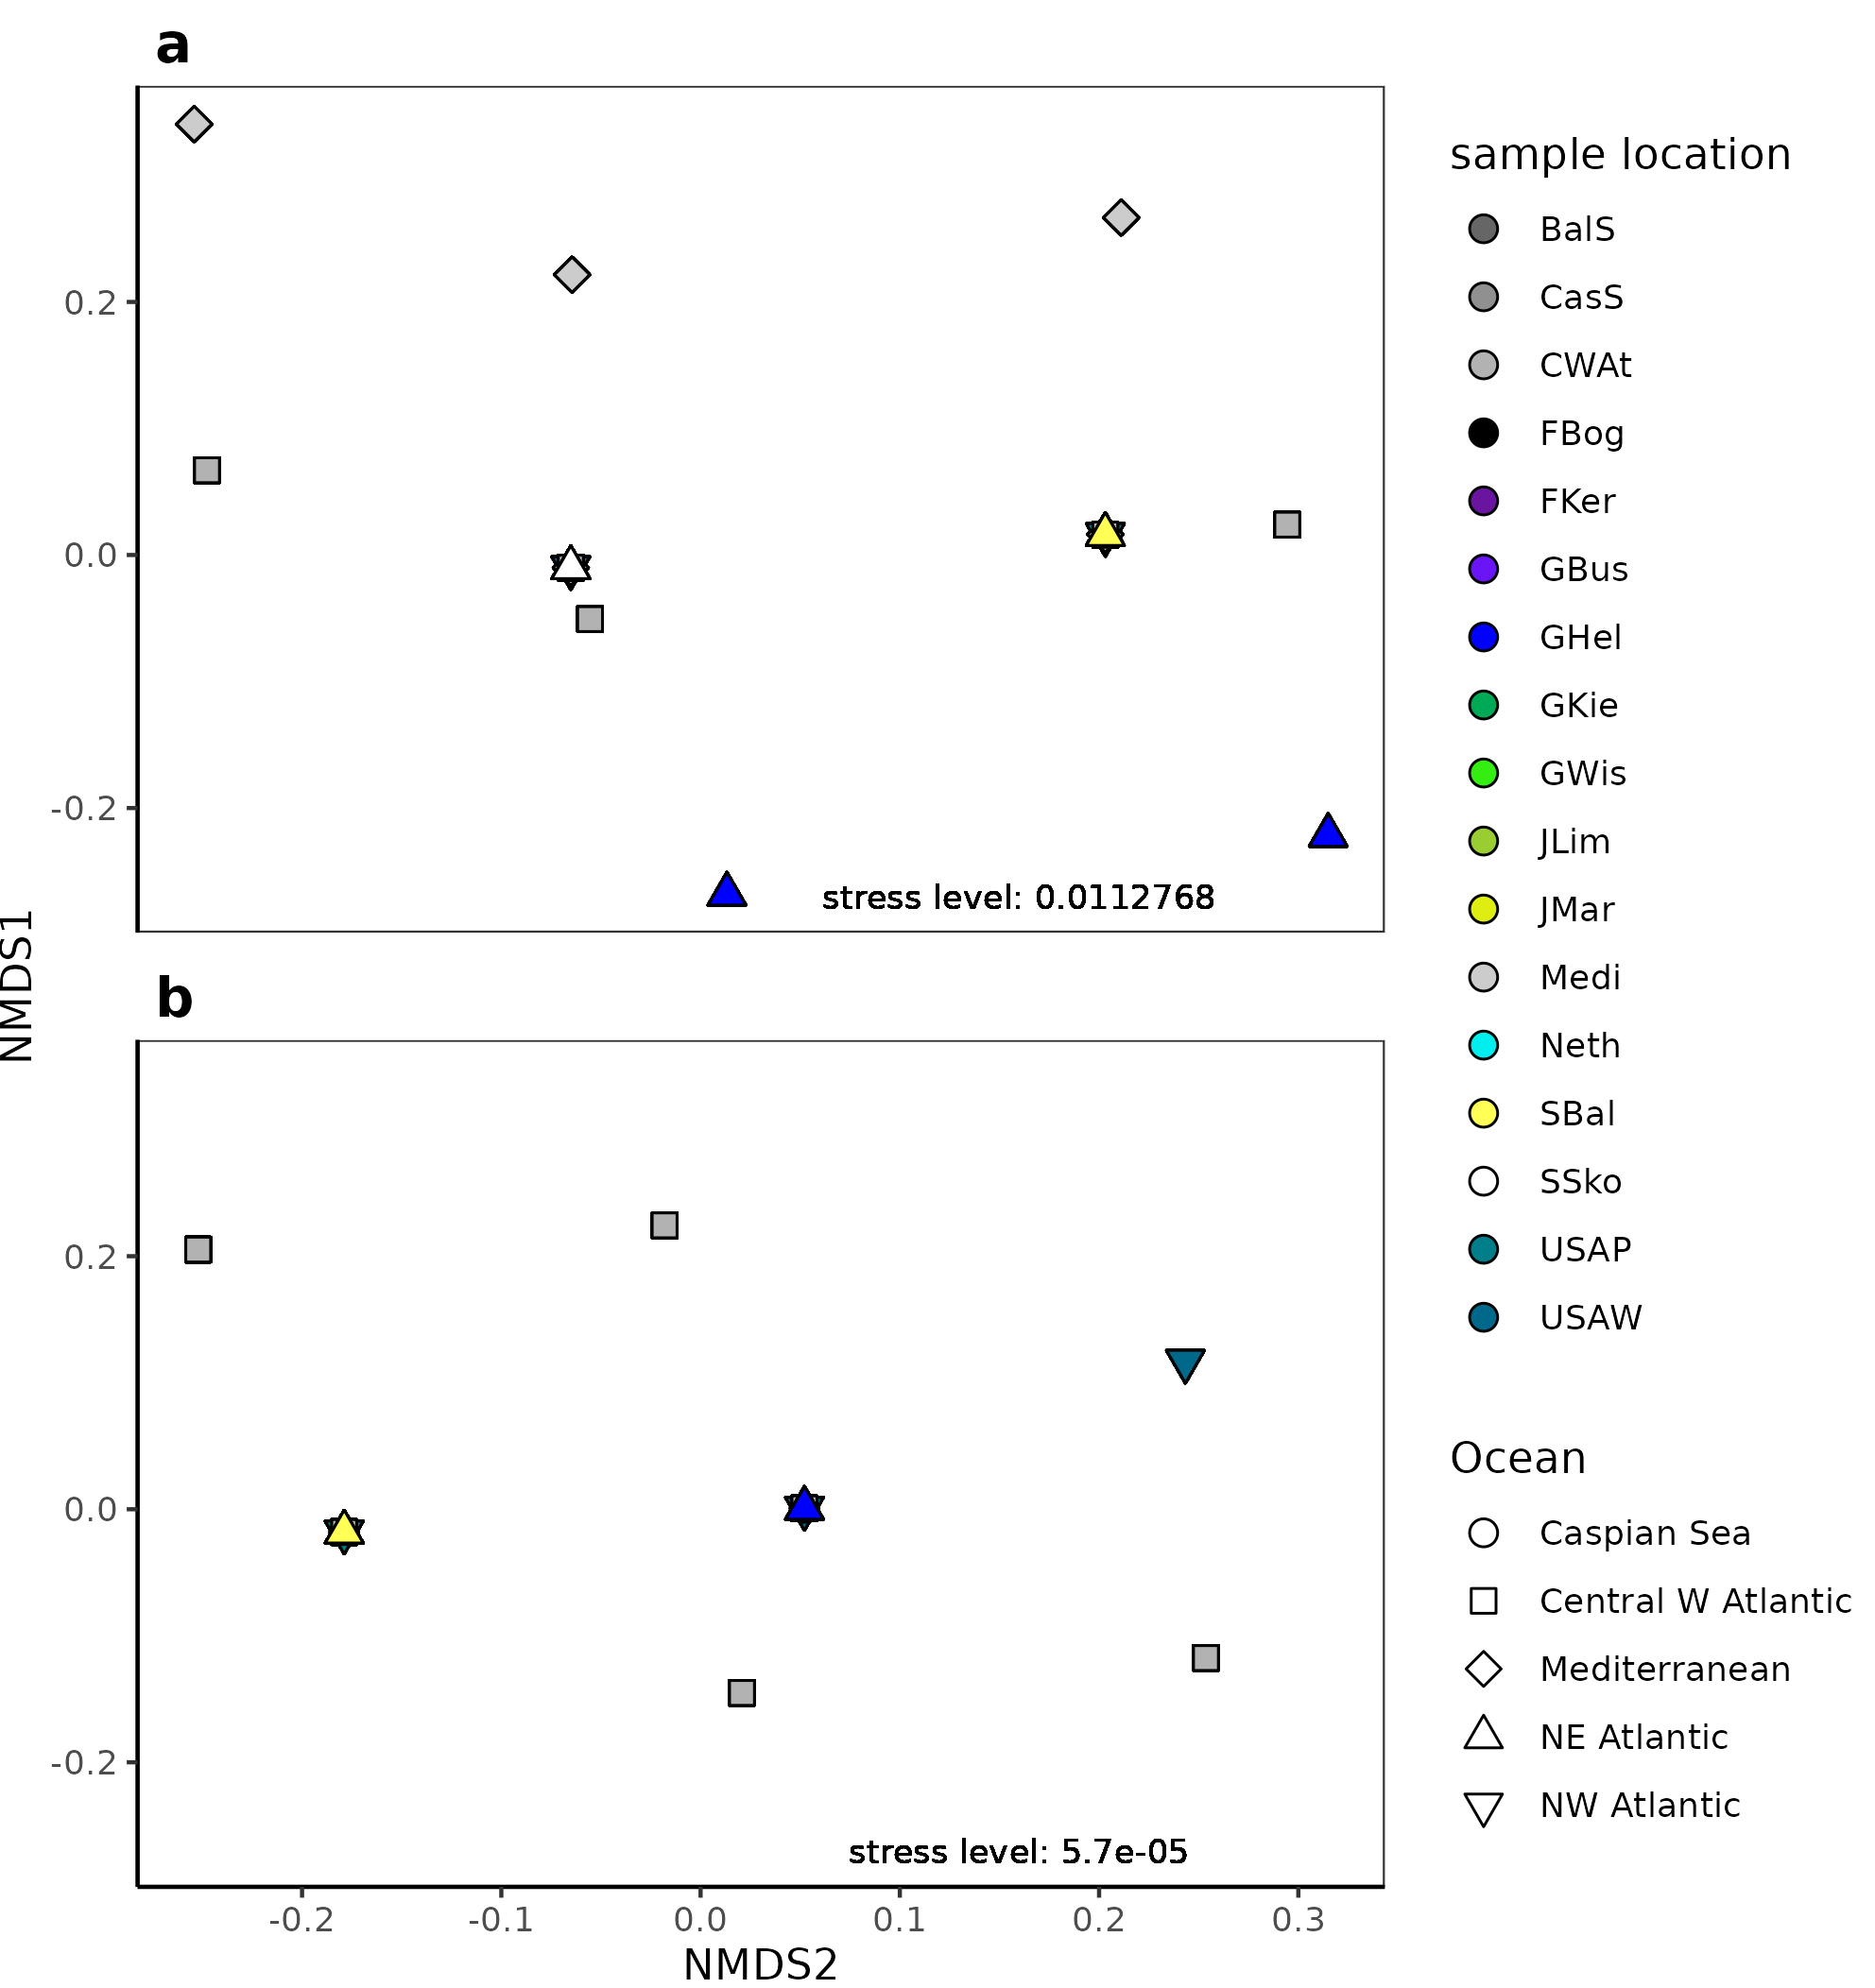 a
0.2
0.0
-0.2
stress level: 0.0112768
b
0.2
0.0
-0.2
stress level: 5.7e-05
-0.2
-0.1
0.0
0.1
0.2
0.3
NMDS2
NMDS1
sample location
BalS
CasS
CWAt
FBog
FKer
GBus
GHel
GKie
GWis
JLim
JMar
Medi
Neth
SBal
SSko
USAP
USAW
Ocean
Caspian Sea
Central W Atlantic
Mediterranean
NE Atlantic
NW Atlantic